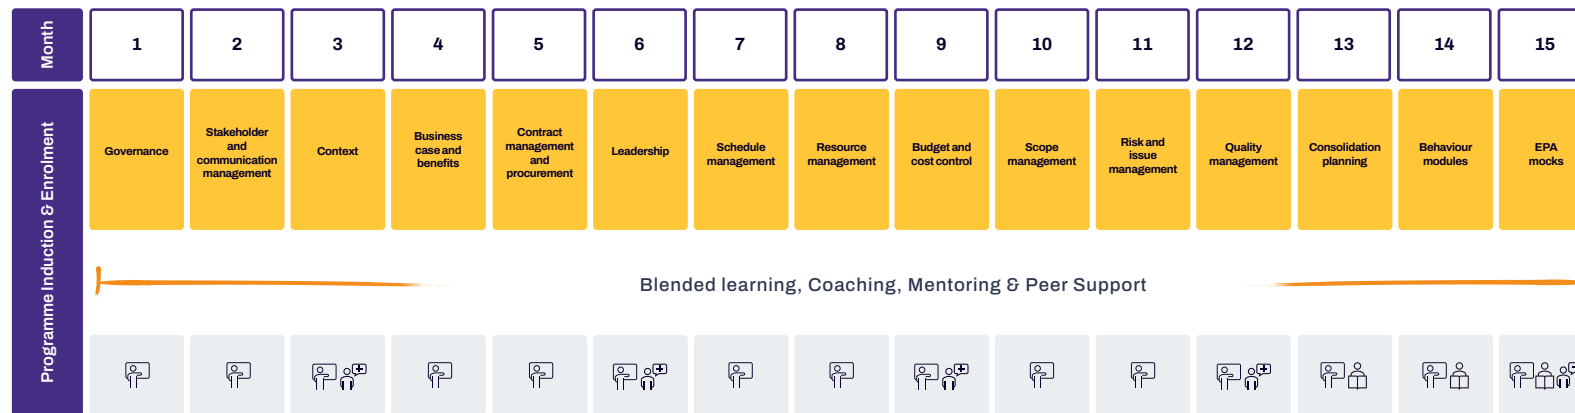 Month
1
2
3
4
5
6
7
8
9
10
11
12
13
14
15
Programme Induction & Enrolment
Governance
Stakeholder
and
communication
management
Context
Business
case and
benefits
Contract
management
and
procurement
Leadership
Schedule
management
Resource
management
Budget and
cost control
Scope
management
Risk and
issue
management
Quality
management
Consolidation
planning
Behaviour
modules
EPA
mocks
Blended learning, Coaching, Mentoring & Peer Support